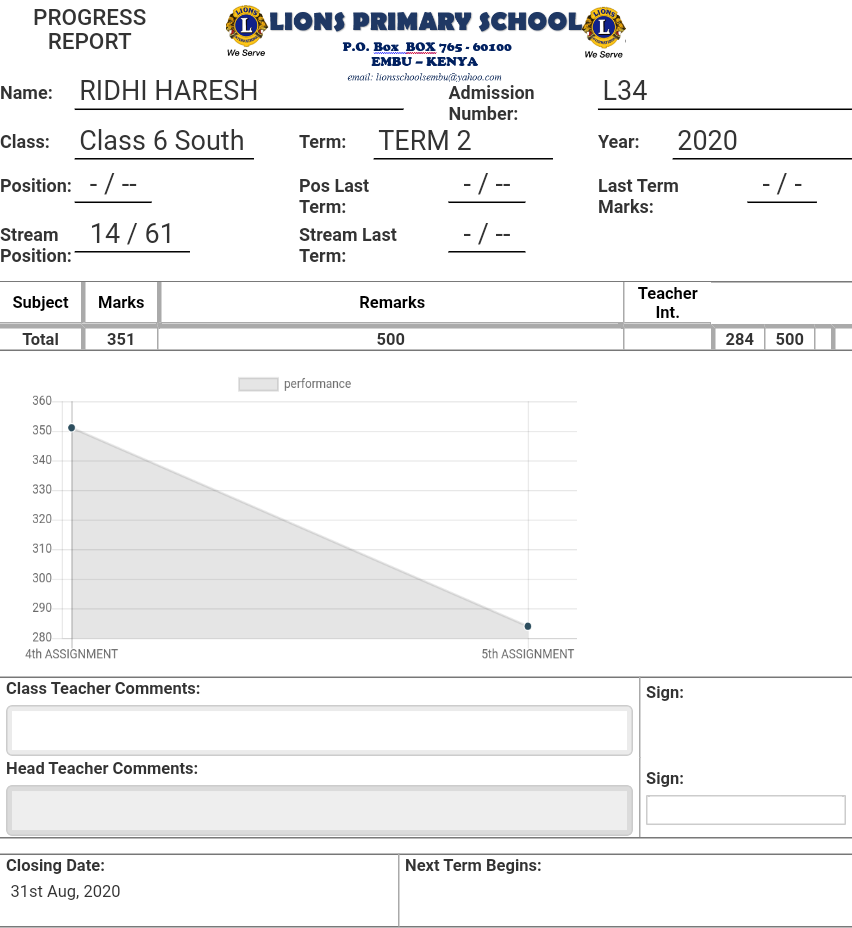 PROGRESS
REPORT
LIONS PRIMARY SCHOOL
We Serve
We Serve
P.O. Box BOX 765 - 60100
EMBU – KENYA
email: lionsschoolsembu@yahoo.com
Name: RIDHI HARESH Admission Number: L34
Class: Class 6 South Term: TERM 2 Year: 2020
Position: - / -- Pos Last Term: - / -- Last Term Marks: - / -
Stream Position: 14 / 61 Stream Last Term: - / --
Subject Marks Remarks Teacher Int.
Total 351 500 284 500
performance
360
350
340
330
320
310
300
290
280
4th ASSIGNMENT 5th ASSIGNMENT
Class Teacher Comments: Sign:
Head Teacher Comments: Sign:
Closing Date: Next Term Begins:
31st Aug, 2020